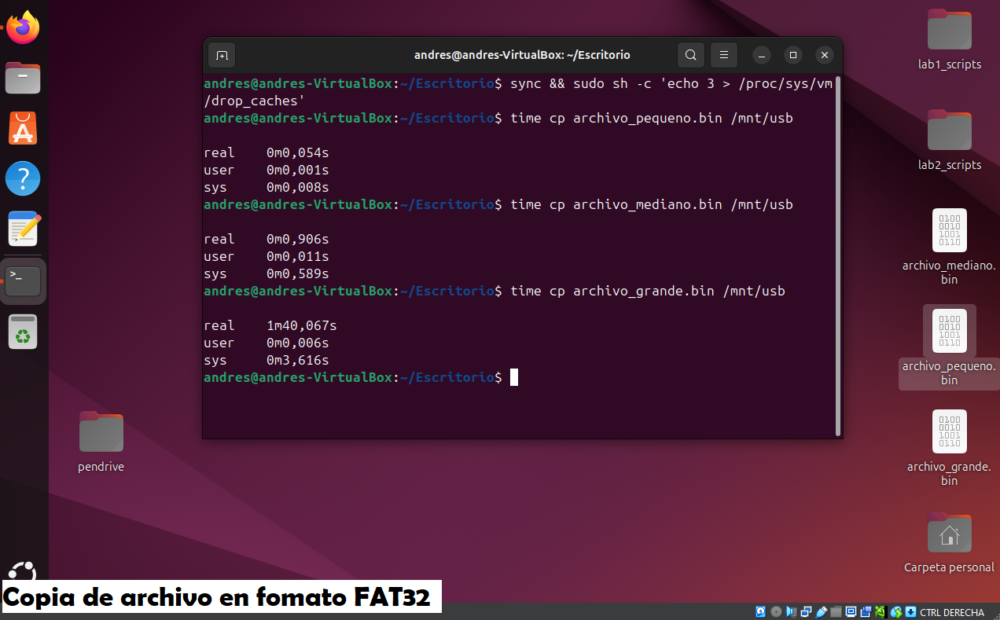 andres@andres-VirtualBox: ~/Escritorio
andres@andres-VirtualBox:~/Escritorio$ sync && sudo sh -c 'echo 3 > /proc/sys/vm
/drop_caches'
andres@andres-VirtualBox:~/Escritorio$ time cp archivo_pequeno.bin /mnt/usb
real 0m0,054s
user 0m0,001s
sys 0m0,008s
andres@andres-VirtualBox:~/Escritorio$ time cp archivo_mediano.bin /mnt/usb
real 0m0,906s
user 0m0,011s
sys 0m0,589s
andres@andres-VirtualBox:~/Escritorio$ time cp archivo_grande.bin /mnt/usb
real 1m40,067s
user 0m0,006s
sys 0m3,616s
andres@andres-VirtualBox:~/Escritorio$
lab1_scripts
lab2_scripts
0100
0010
1001
0110
archivo_mediano.
bin
0100
0010
1001
0110
archivo_pequeno.
bin
0100
0010
1001
0110
archivo_grande.
bin
Carpeta personal
pendrive
Copia de archivo en fomato FAT32
CTRL DERECHA